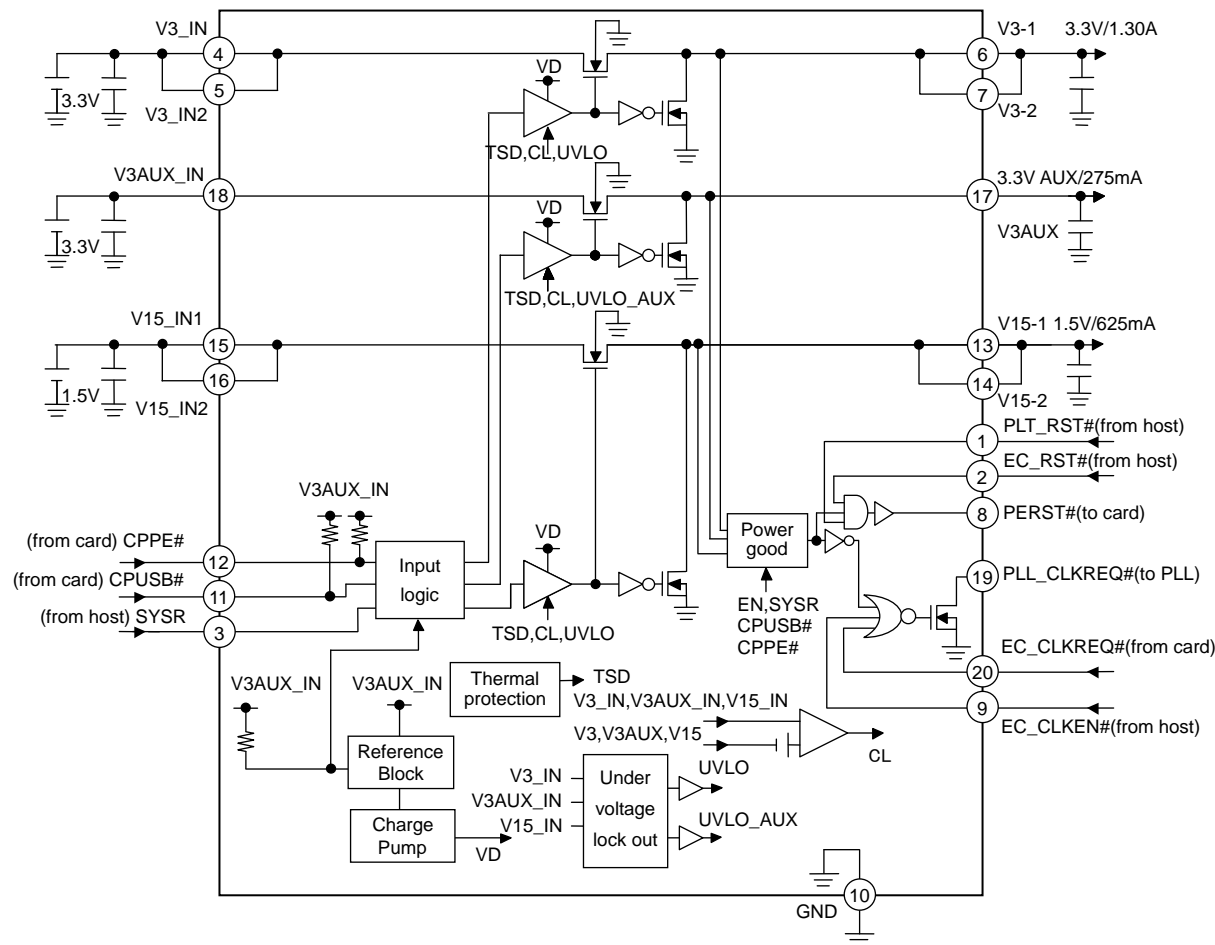 V3_IN
4
5
3.3V
V3_IN2
VD
TSD,CL,UVLO
V3-1
3.3V/1.30A
6
7
V3-2
V3AUX_IN
18
3.3V
VD
TSD,CL,UVLO_AUX
3.3V AUX/275mA
17
V3AUX
V15_IN1
15
16
1.5V
V15_IN2
V15-1 1.5V/625mA
13
14
V15-2
PLT_RST#(from host)
1
EC_RST#(from host)
2
PERST#(to card)
8
PLL_CLKREQ#(to PLL)
19
EC_CLKREQ#(from card)
20
EC_CLKEN#(from host)
9
V3AUX_IN
(from card) CPPE#
12
(from card) CPUSB#
11
(from host) SYSR
3
Input
logic
VD
TSD,CL,UVLO
Power
good
EN,SYSR
CPUSB#
CPPE#
V3AUX_IN
V3AUX_IN
Thermal
protection
TSD
V3_IN,V3AUX_IN,V15_IN
V3,V3AUX,V15
CL
Reference
Block
Charge
Pump
VD
V3_IN
V3AUX_IN
V15_IN
Under
voltage
lock out
UVLO
UVLO_AUX
10
GND